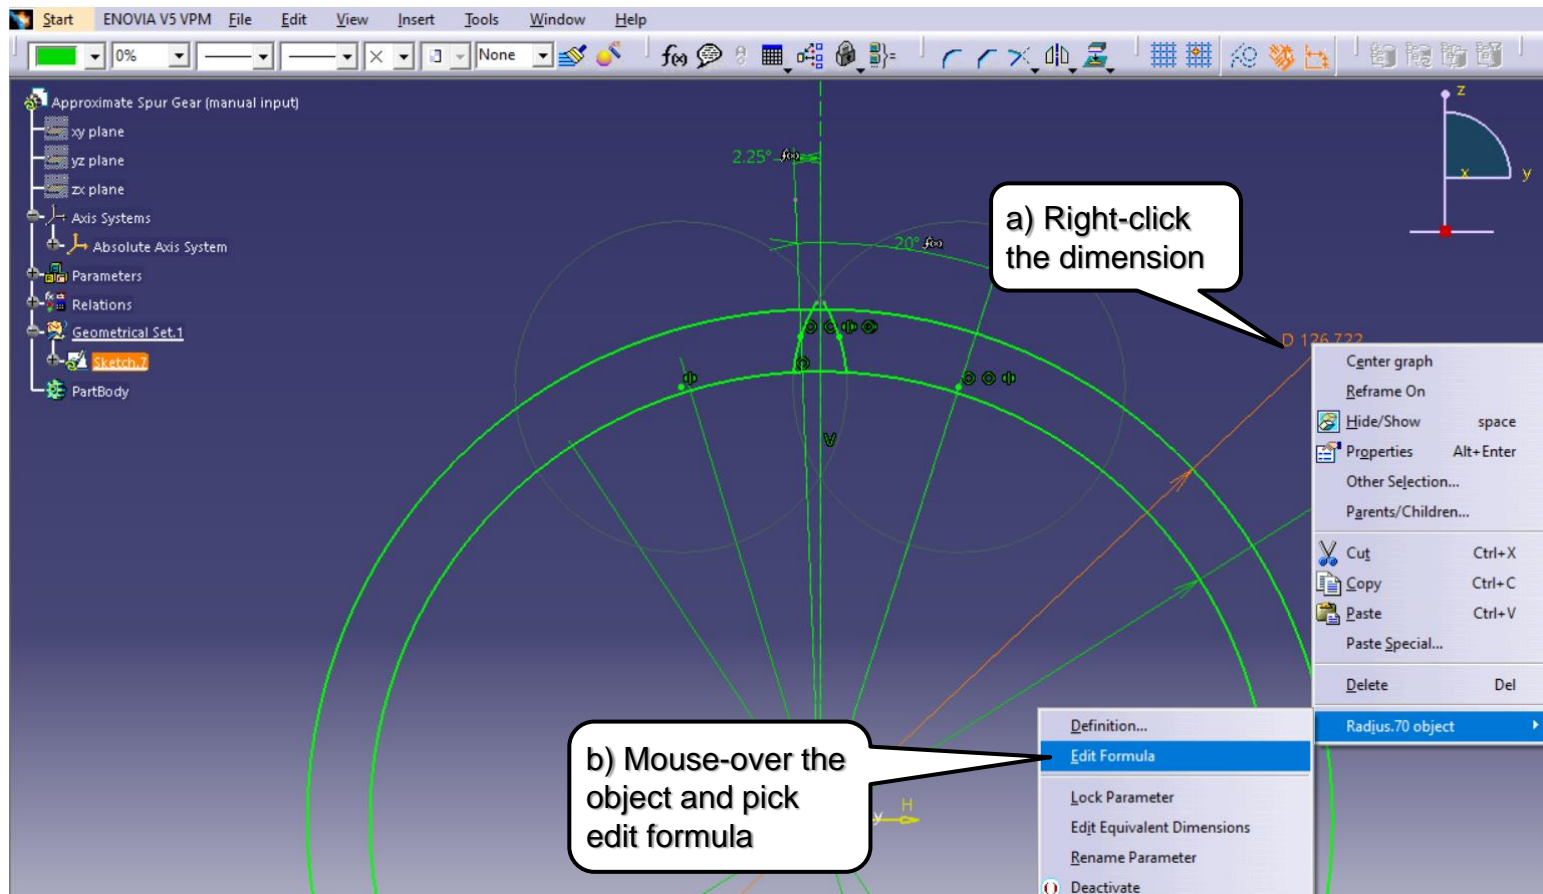 Start ENOVIA V5 VPM File Edit View Insert Tools Window Help
0% None
Approximate Spur Gear (manual input)
xy plane
yz plane
zx plane
Axis Systems
Absolute Axis System
Parameters
Relations
Geometrical Set.1
Sketch.7
PartBody
z
x
y
2.25° f(x)
20° f(x)
a) Right-click
the dimension
D 126.722
V
Center graph
Reframe On
Hide/Show space
Properties Alt+Enter
Other Selection...
Parents/Children...
Cut Ctrl+X
Copy Ctrl+C
Paste Ctrl+V
Paste Special...
Delete Del
Radius.70 object
Definition...
Edit Formula
Lock Parameter
Edit Equivalent Dimensions
Rename Parameter
Deactivate
b) Mouse-over the
object and pick
edit formula
y H